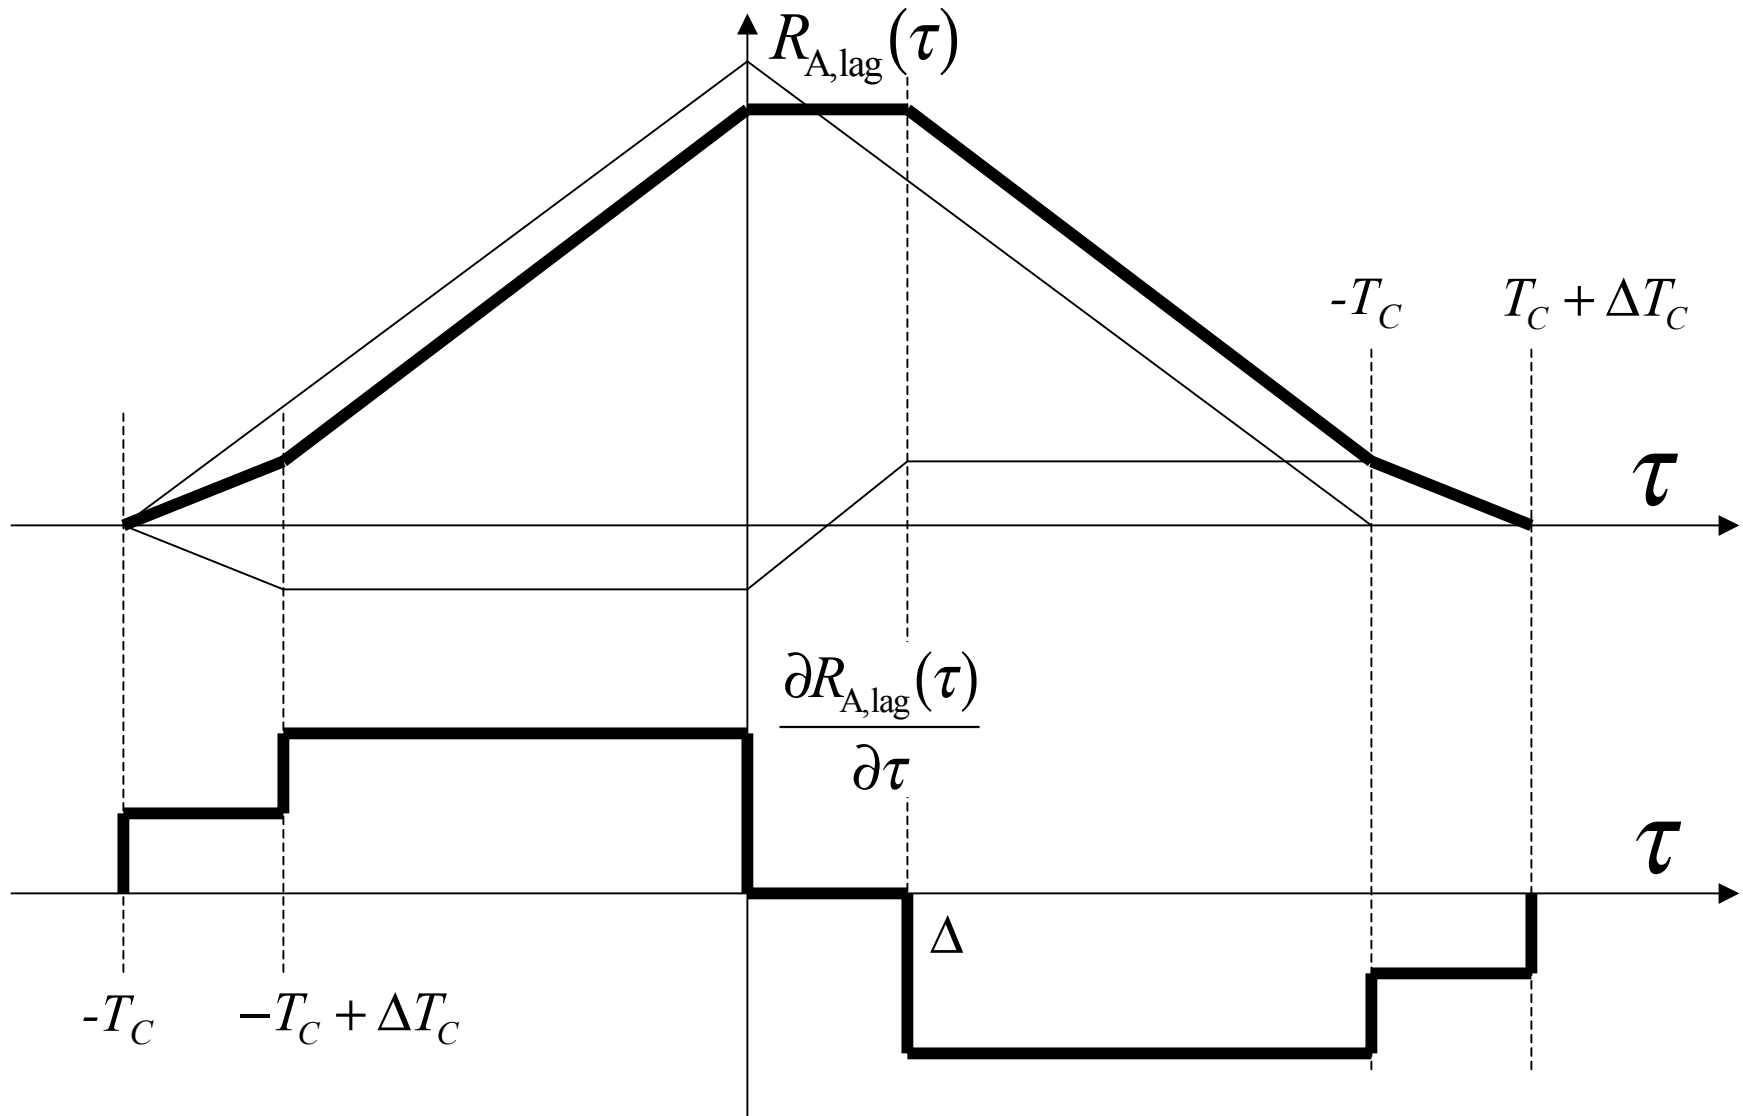 R_A,lag(τ)
-T_C
T_C + ΔT_C
τ
∂R_A,lag(τ)
∂τ
τ
Δ
-T_C
−T_C + ΔT_C